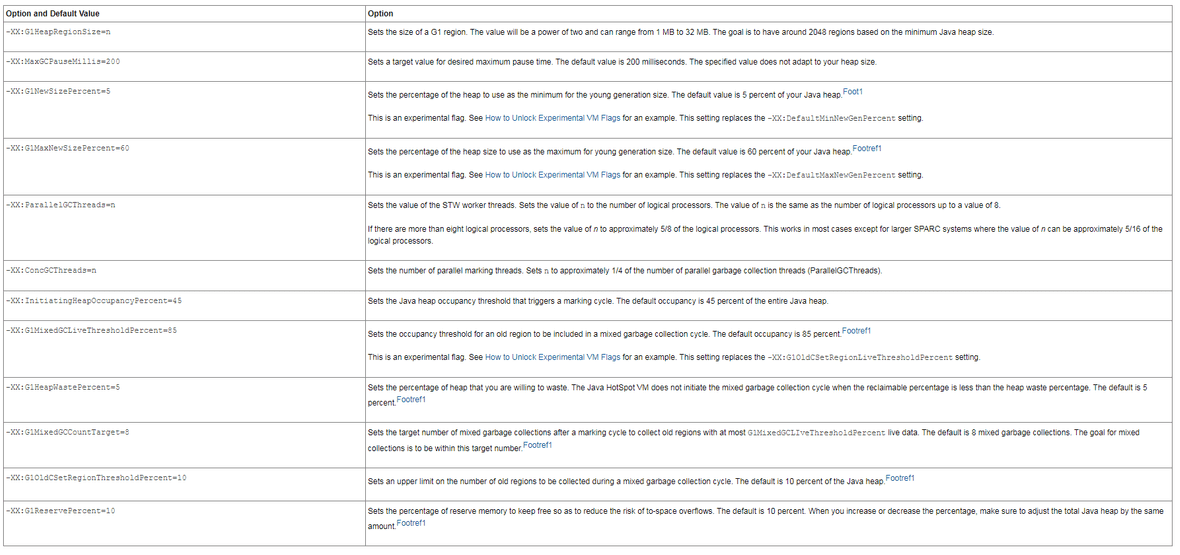 Option and Default Value
Option
-XX:G1HeapRegionSize=n
Sets the size of a G1 region. The value will be a power of two and can range from 1 MB to 32 MB. The goal is to have around 2048 regions based on the minimum Java heap size.
-XX:MaxGCPauseMillis=200
Sets a target value for desired maximum pause time. The default value is 200 milliseconds. The specified value does not adapt to your heap size.
-XX:G1NewSizePercent=5
Sets the percentage of the heap to use as the minimum for the young generation size. The default value is 5 percent of your Java heap.Foot1
This is an experimental flag. See How to Unlock Experimental VM Flags for an example. This setting replaces the -XX:DefaultMinNewGenPercent setting.
-XX:G1MaxNewSizePercent=60
Sets the percentage of the heap size to use as the maximum for young generation size. The default value is 60 percent of your Java heap.Footref1
This is an experimental flag. See How to Unlock Experimental VM Flags for an example. This setting replaces the -XX:DefaultMaxNewGenPercent setting.
-XX:ParallelGCThreads=n
Sets the value of the STW worker threads. Sets the value of n to the number of logical processors. The value of n is the same as the number of logical processors up to a value of 8.
If there are more than eight logical processors, sets the value of n to approximately 5/8 of the logical processors. This works in most cases except for larger SPARC systems where the value of n can be approximately 5/16 of the
logical processors.
-XX:ConcGCThreads=n
Sets the number of parallel marking threads. Sets n to approximately 1/4 of the number of parallel garbage collection threads (ParallelGCThreads).
-XX:InitiatingHeapOccupancyPercent=45
Sets the Java heap occupancy threshold that triggers a marking cycle. The default occupancy is 45 percent of the entire Java heap.
-XX:G1MixedGCLiveThresholdPercent=85
Sets the occupancy threshold for an old region to be included in a mixed garbage collection cycle. The default occupancy is 85 percent.Footref1
This is an experimental flag. See How to Unlock Experimental VM Flags for an example. This setting replaces the -XX:G1OldCSetRegionLiveThresholdPercent setting.
-XX:G1HeapWastePercent=5
Sets the percentage of heap that you are willing to waste. The Java HotSpot VM does not initiate the mixed garbage collection cycle when the reclaimable percentage is less than the heap waste percentage. The default is 5
percent.Footref1
-XX:G1MixedGCCountTarget=8
Sets the target number of mixed garbage collections after a marking cycle to collect old regions with at most G1MixedGCLIveThresholdPercent live data. The default is 8 mixed garbage collections. The goal for mixed
collections is to be within this target number.Footref1
-XX:G1OldCSetRegionThresholdPercent=10
Sets an upper limit on the number of old regions to be collected during a mixed garbage collection cycle. The default is 10 percent of the Java heap.Footref1
-XX:G1ReservePercent=10
Sets the percentage of reserve memory to keep free so as to reduce the risk of to-space overflows. The default is 10 percent. When you increase or decrease the percentage, make sure to adjust the total Java heap by the same
amount.Footref1